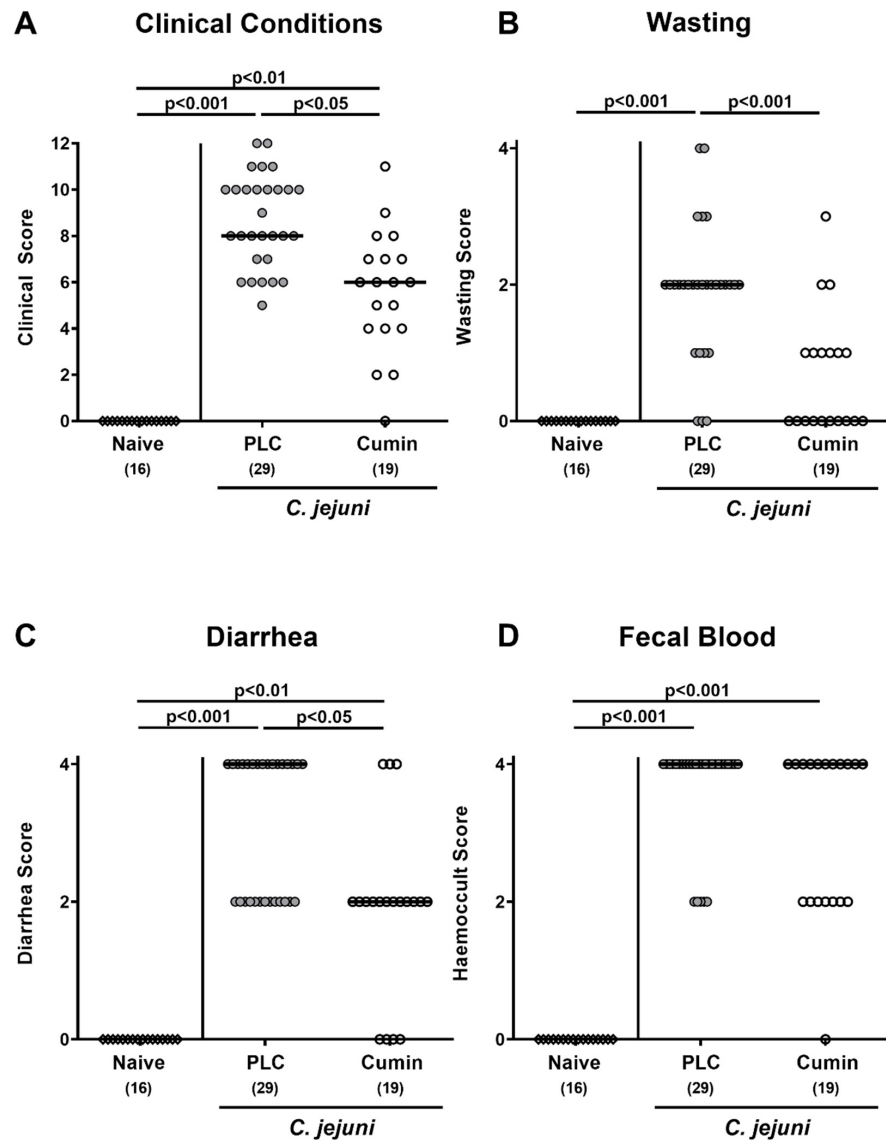 A Clinical Conditions
p<0.01
p<0.001 p<0.05
Clinical Score
12
10
8
6
4
2
0
Naive PLC Cumin
(16) (29) (19)
C. jejuni
B Wasting
p<0.001 p<0.001
Wasting Score
4
2
0
Naive PLC Cumin
(16) (29) (19)
C. jejuni
C Diarrhea
p<0.01
p<0.001 p<0.05
Diarrhea Score
4
2
0
Naive PLC Cumin
(16) (29) (19)
C. jejuni
D Fecal Blood
p<0.001
p<0.001
Haemoccult Score
4
2
0
Naive PLC Cumin
(16) (29) (19)
C. jejuni